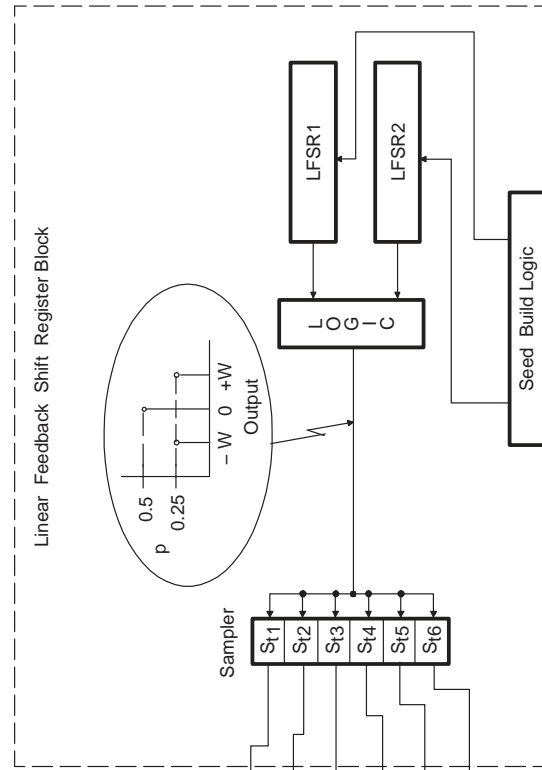 Linear Feedback Shift Register Block
p
0.5
0.25
– W 0 +W
Output
LFSR1
LFSR2
LOGIC
Seed Build Logic
Sampler
St1
St2
St3
St4
St5
St6